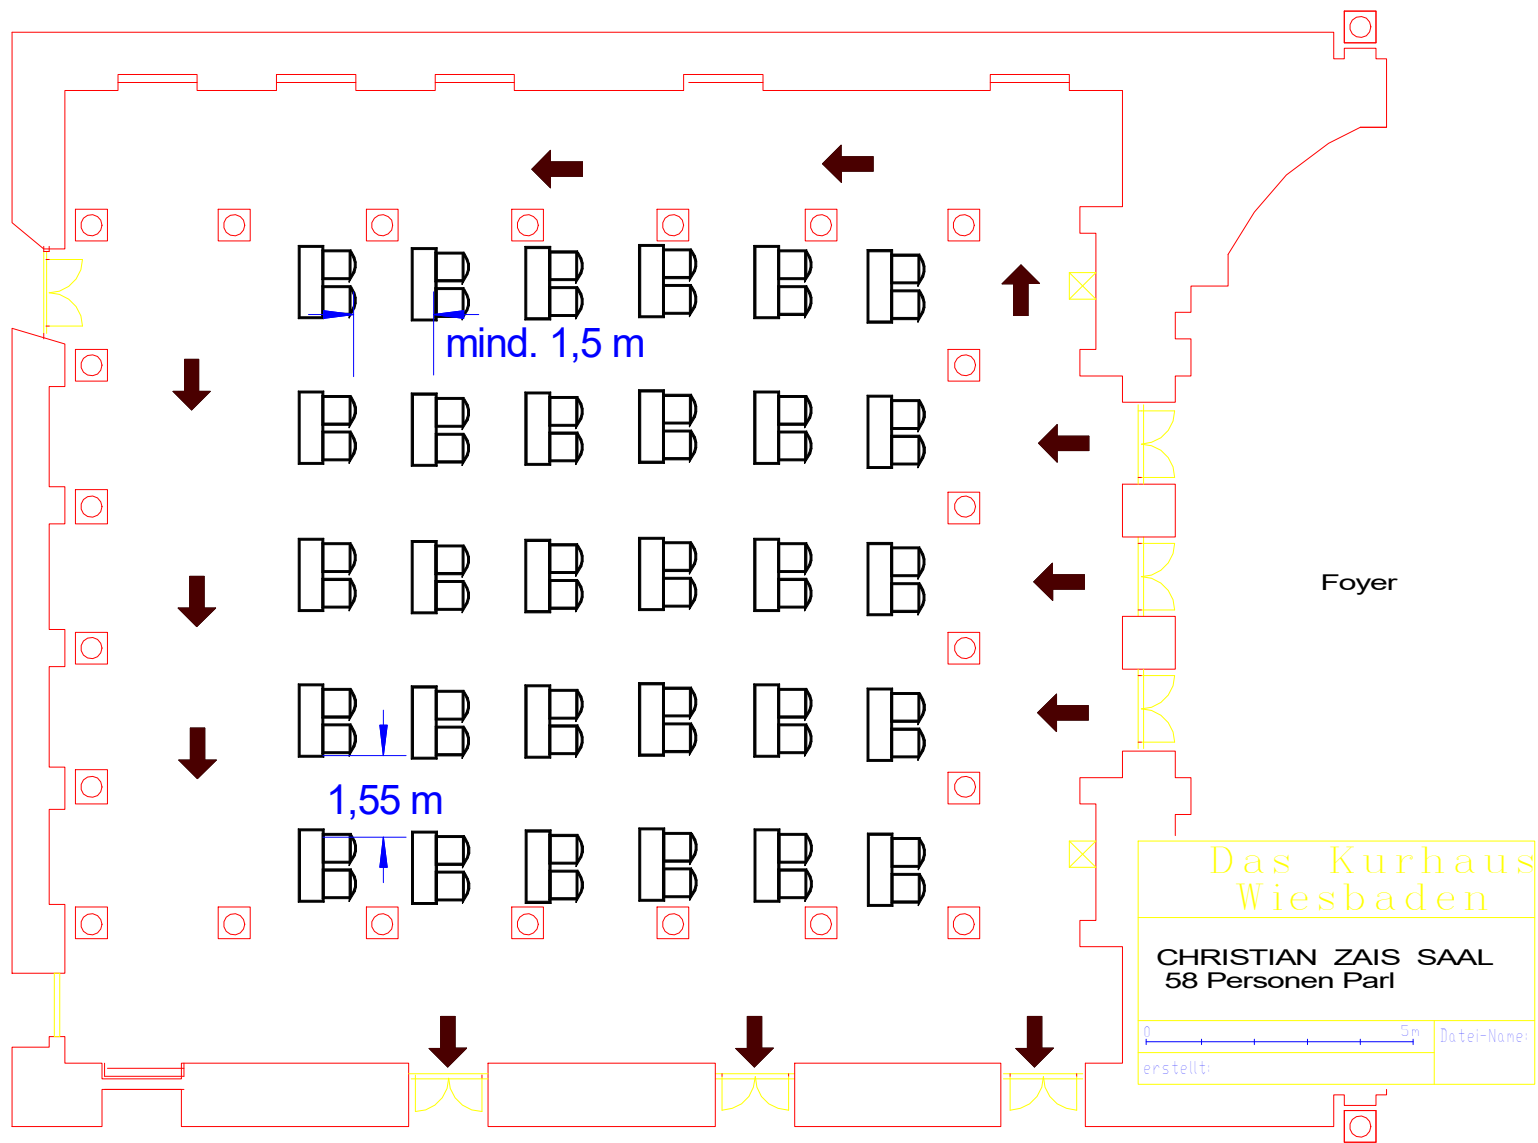 mind. 1,5 m
1,55 m
Foyer
Das Kurhaus
Wiesbaden
CHRISTIAN ZAIS SAAL
58 Personen Parl
0 5m
Datei-Name:
erstellt: